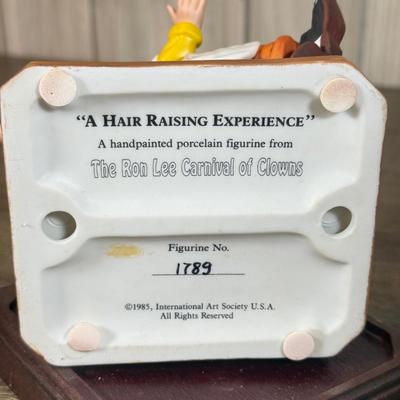 “A Hair Raising Experience”
A handpainted porcelain figurine from
The Ron Lee Carnival of Clowns
Figurine No.
1789
©1985, International Art Society U.S.A.
All Rights Reserved